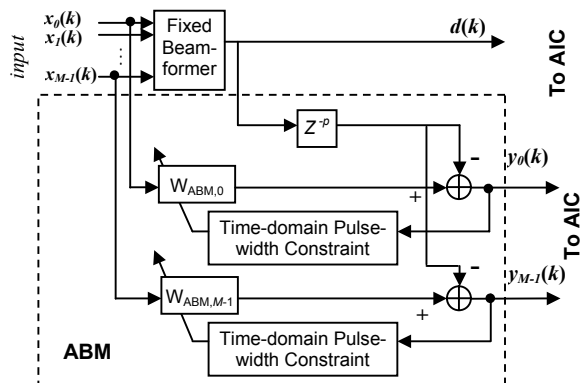 input
x0(k)
x1(k)
xM-1(k)
Fixed
Beam-
former
d(k)
To AIC
Z-p
-
y0(k)
WABM,0
+
Time-domain Pulse-
width Constraint
To AIC
-
yM-1(k)
WABM,M-1
+
ABM
Time-domain Pulse-
width Constraint